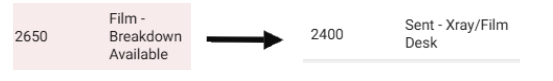 2650
Film -
Breakdown
Available
2400
Sent - Xray/Film
Desk